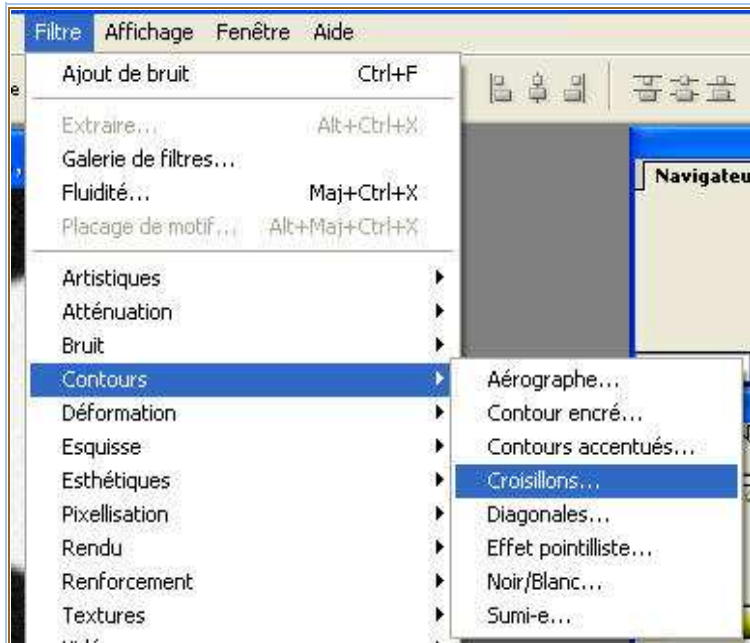 Filtre Affichage Fenêtre Aide
Ajout de bruit Ctrl+F
Extraire... Alt+Ctrl+X
Galerie de filtres...
Fluidité... Maj+Ctrl+X
Placage de motif... Alt+Maj+Ctrl+X
Artistiques
Atténuation
Bruit
Contours
Déformation
Esquisse
Esthétiques
Pixellisation
Rendu
Renforcement
Textures
Aérographe...
Contour encré...
Contours accentués...
Croisillons...
Diagonales...
Effet pointilliste...
Noir/Blanc...
Sumi-e...
Navigateu